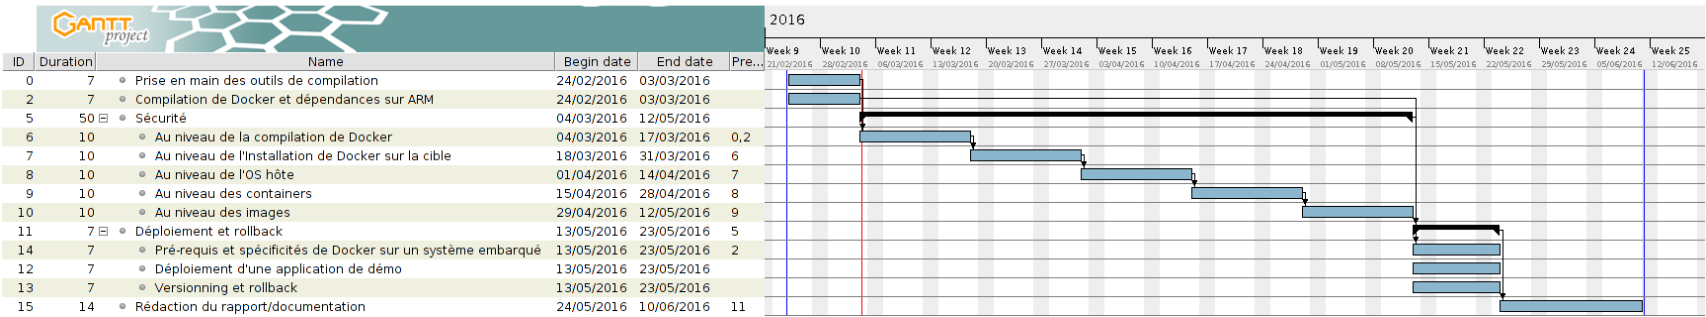 GANTT project
2016
Week 9 Week 10 Week 11 Week 12 Week 13 Week 14 Week 15 Week 16 Week 17 Week 18 Week 19 Week 20 Week 21 Week 22 Week 23 Week 24 Week 25
ID Duration Name Begin date End date Pre...
21/02/2016 28/02/2016 06/03/2016 13/03/2016 20/03/2016 27/03/2016 03/04/2016 10/04/2016 17/04/2016 24/04/2016 01/05/2016 08/05/2016 15/05/2016 22/05/2016 29/05/2016 05/06/2016 12/06/2016
0 7 Prise en main des outils de compilation 24/02/2016 03/03/2016
2 7 Compilation de Docker et dépendances sur ARM 24/02/2016 03/03/2016
5 50 Sécurité 04/03/2016 12/05/2016
6 10 Au niveau de la compilation de Docker 04/03/2016 17/03/2016 0,2
7 10 Au niveau de l'Installation de Docker sur la cible 18/03/2016 31/03/2016 6
8 10 Au niveau de l'OS hôte 01/04/2016 14/04/2016 7
9 10 Au niveau des containers 15/04/2016 28/04/2016 8
10 10 Au niveau des images 29/04/2016 12/05/2016 9
11 7 Déploiement et rollback 13/05/2016 23/05/2016 5
14 7 Pré-requis et spécificités de Docker sur un système embarqué 13/05/2016 23/05/2016 2
12 7 Déploiement d'une application de démo 13/05/2016 23/05/2016
13 7 Versionning et rollback 13/05/2016 23/05/2016
15 14 Rédaction du rapport/documentation 24/05/2016 10/06/2016 11